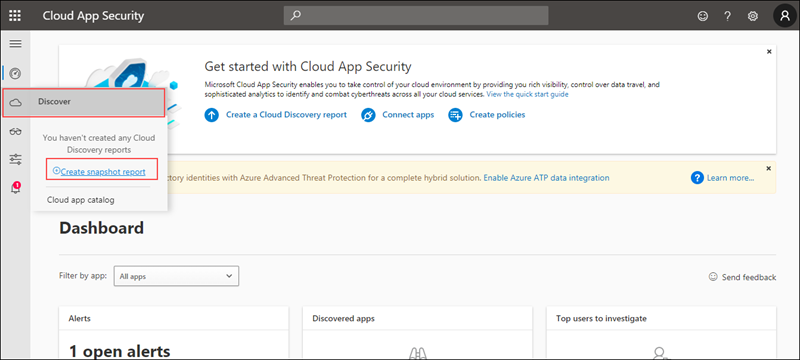 Cloud App Security
Get started with Cloud App Security
Microsoft Cloud App Security enables you to take control of your cloud environment by providing you rich visibility, control over data travel, and
sophisticated analytics to identify and combat cyberthreats across all your cloud services. View the quick start guide
Create a Cloud Discovery report
Connect apps
Create policies
Discover
You haven't created any Cloud
Discovery reports
Create snapshot report
Cloud app catalog
1
ctory identities with Azure Advanced Threat Protection for a complete hybrid solution. Enable Azure ATP data integration
? Learn more...
Dashboard
Filter by app:
All apps
Send feedback
Alerts
1 open alerts
Discovered apps
Top users to investigate